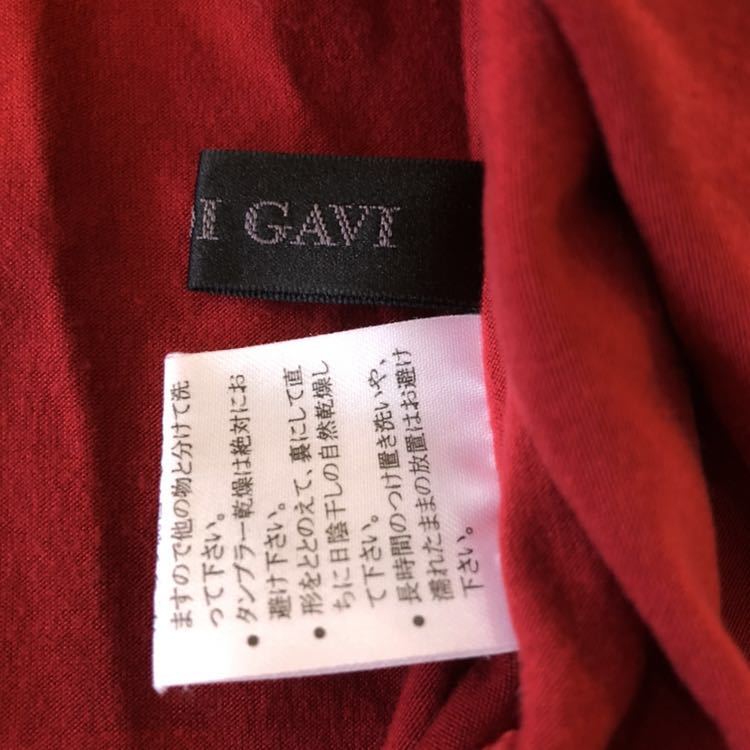 DI GAVI
ますので他の物と分けて洗
って下さい。
• タンブラー乾燥は絶対にお
避け下さい。
• 形をととのえて、裏にして直
ちに日陰干しの自然乾燥し
て下さい。
• 長時間のつけ置き洗いや、
濡れたままの放置はお避け
下さい。